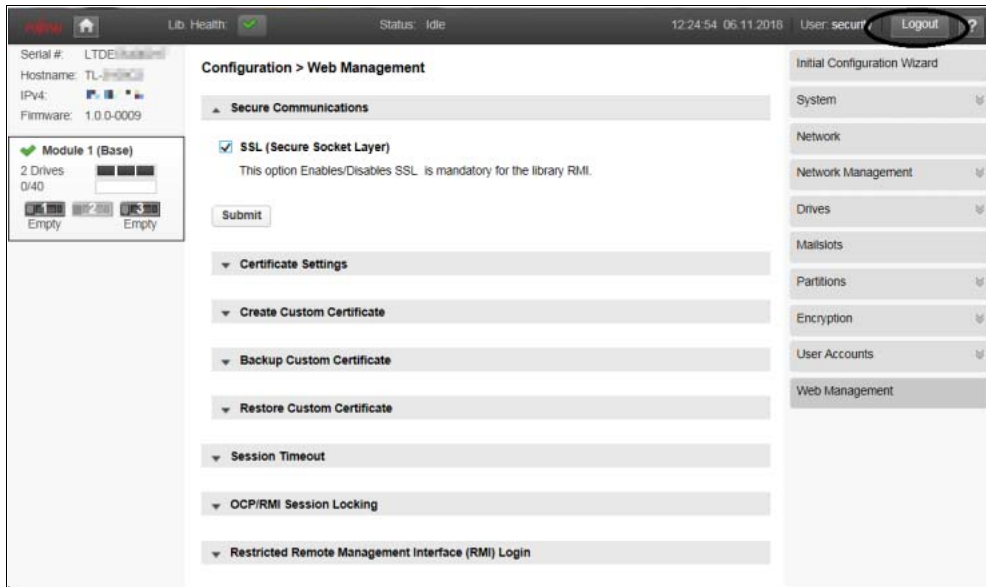 Lib. Health:
Status: Idle
12:24:54 06.11.2018
User: security
Logout
?
Serial #: LTDE
Hostname: TL-
IPv4:
Firmware: 1.0.0-0009
Module 1 (Base)
2 Drives
0/40
1 2 3
Empty Empty
Configuration > Web Management
Secure Communications
SSL (Secure Socket Layer)
This option Enables/Disables SSL is mandatory for the library RMI.
Submit
Certificate Settings
Create Custom Certificate
Backup Custom Certificate
Restore Custom Certificate
Session Timeout
OCP/RMI Session Locking
Restricted Remote Management Interface (RMI) Login
Initial Configuration Wizard
System
Network
Network Management
Drives
Mailslots
Partitions
Encryption
User Accounts
Web Management